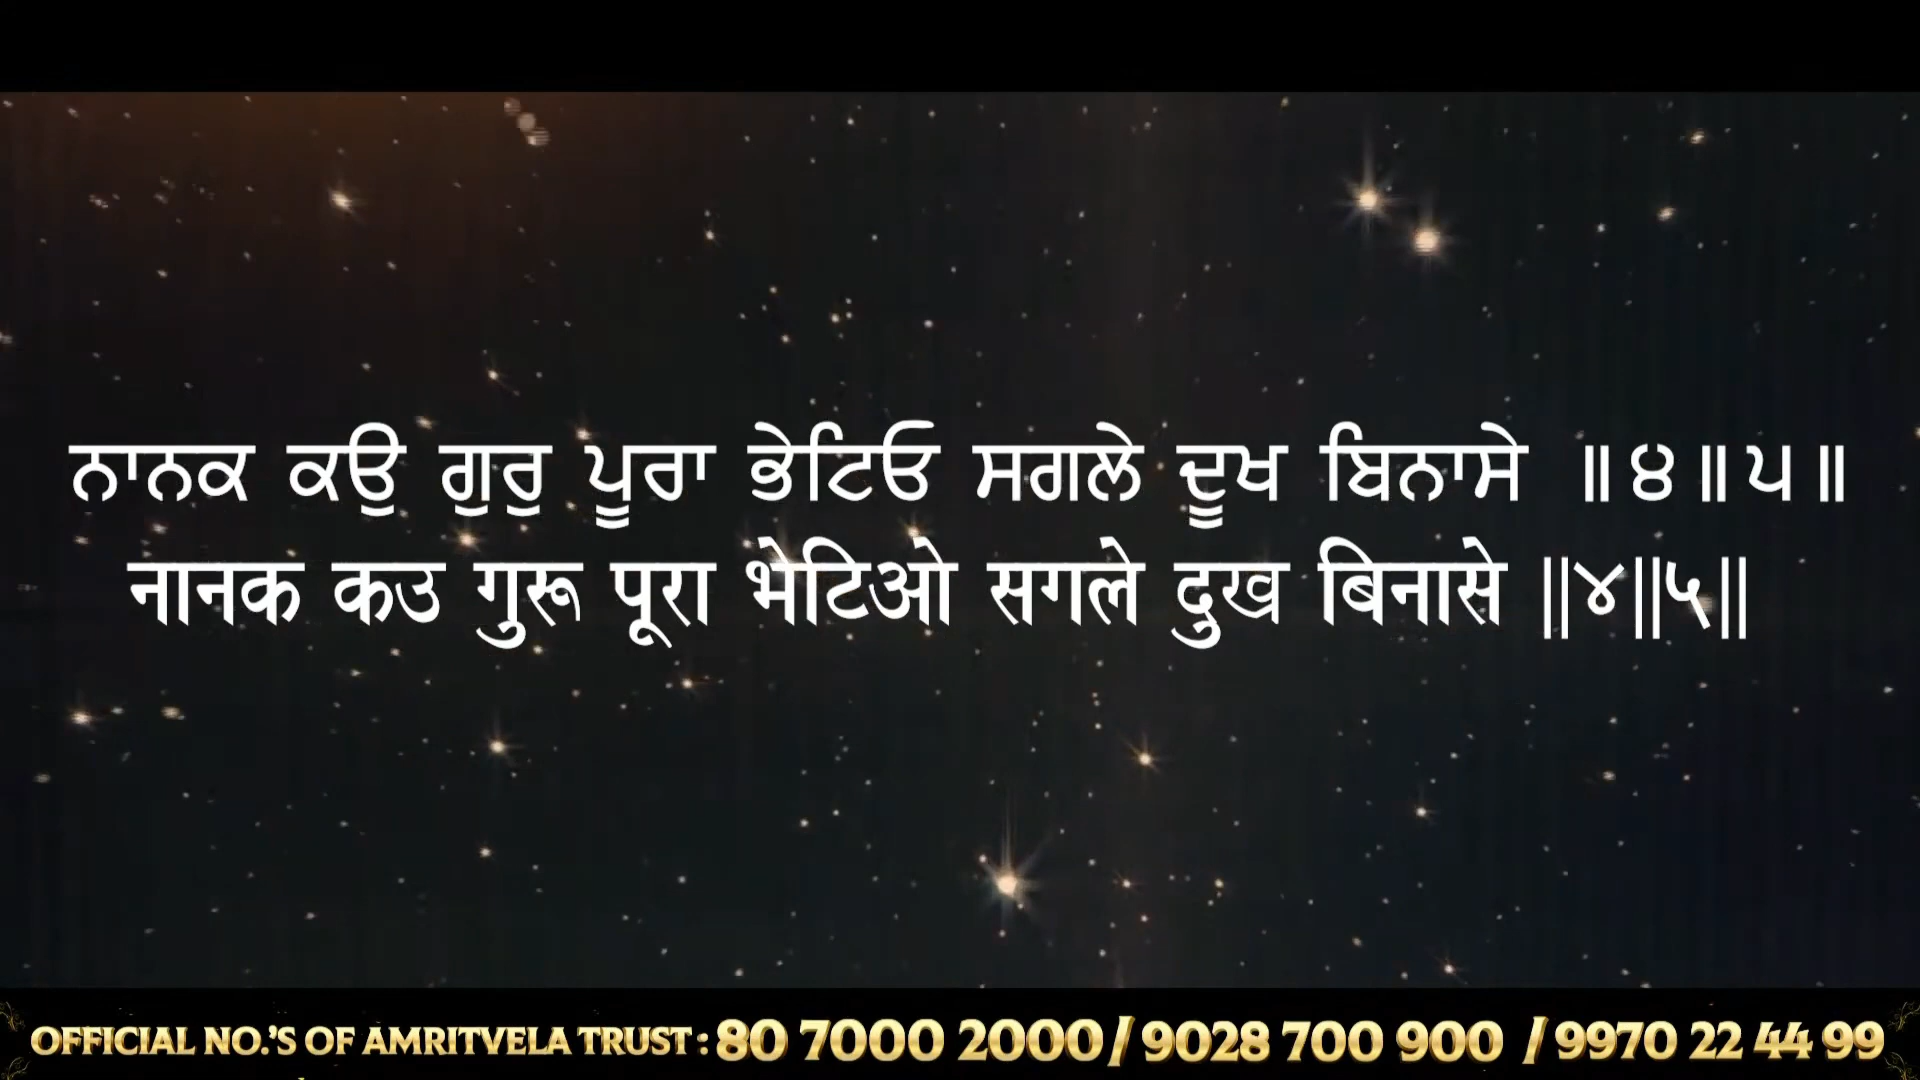 ਨਾਨਕ ਕਉ ਗੁਰੁ ਪੂਰਾ ਭੇਟਿਓ ਸਗਲੇ ਦੂਖ ਬਿਨਾਸੇ ॥੪॥੫॥
नानक कउ गुरू पूरा भेटिओ सगले दुख बिनासे ||४||५||
OFFICIAL NO.'S OF AMRITVELA TRUST : 80 7000 2000 / 9028 700 900 / 9970 22 44 99